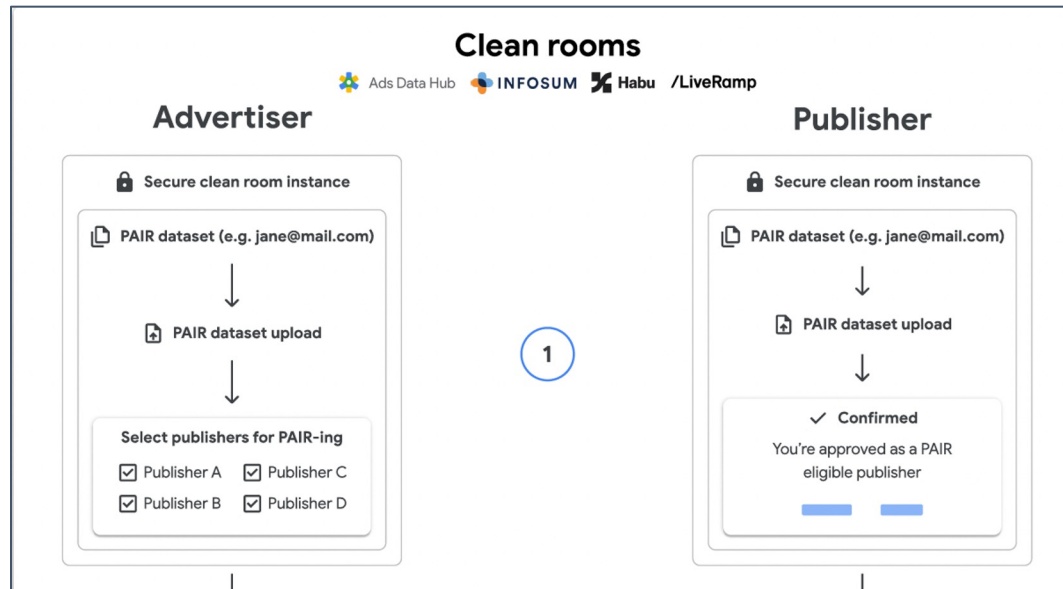 Clean rooms
Ads Data Hub INFOSUM Habu /LiveRamp
Advertiser
Secure clean room instance
PAIR dataset (e.g. jane@mail.com)
PAIR dataset upload
Select publishers for PAIR-ing
Publisher A Publisher C
Publisher B Publisher D
1
Publisher
Secure clean room instance
PAIR dataset (e.g. jane@mail.com)
PAIR dataset upload
Confirmed
You're approved as a PAIR
eligible publisher